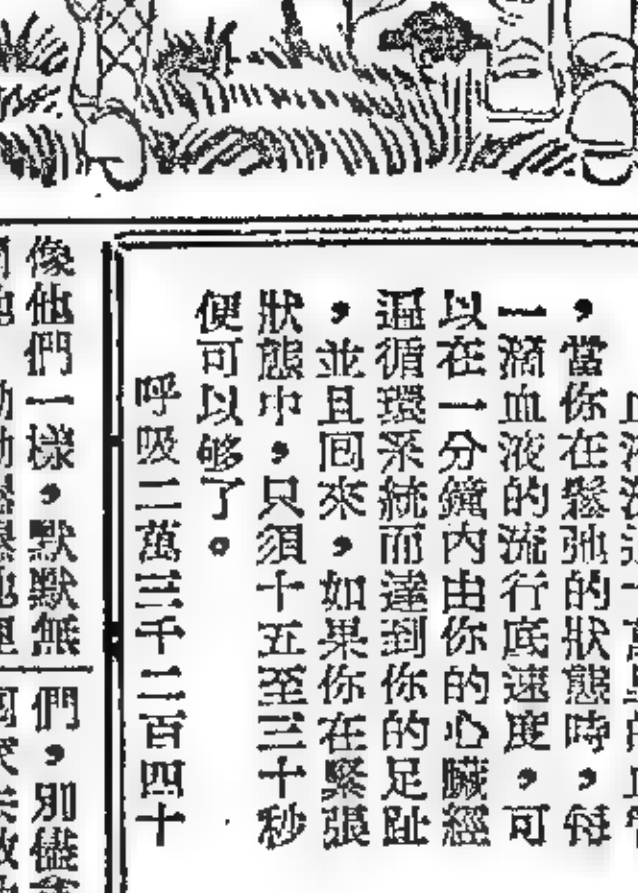 ，當你在鬆弛的狀態時，每
一滴血液的流行底速度，可
以在一分鐘內由你的心臟經
遍循環系統而達到你的足趾
，並且囘來，如果你在緊張
狀態中，只須十五至三十秒
便可以够了。
呼吸二萬三千二百四十
像他們一樣，默默無
們，別儘